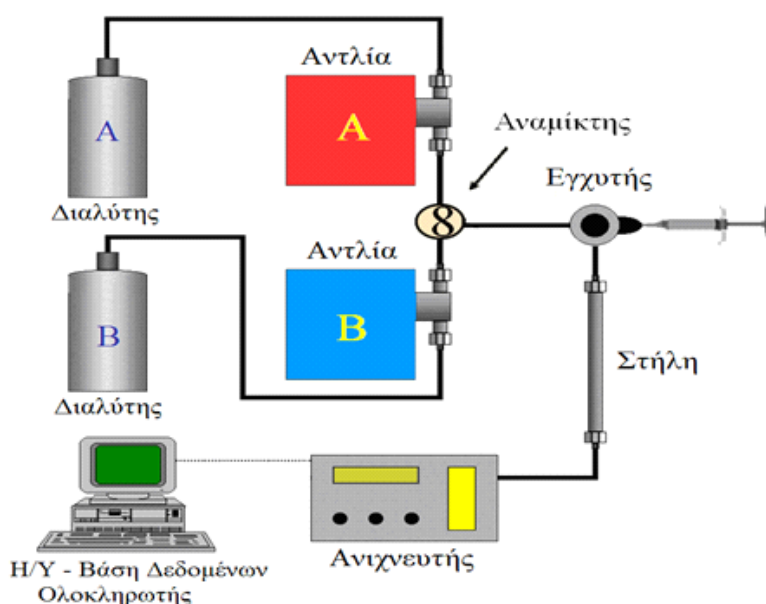 Αντλία
A
A
Αναμίκτης
Εγχυτής
Διαλύτης
8
Αντλία
B
B
Στήλη
Διαλύτης
Ανιχνευτής
Η/Υ - Βάση Δεδομένων
Ολοκληρωτής